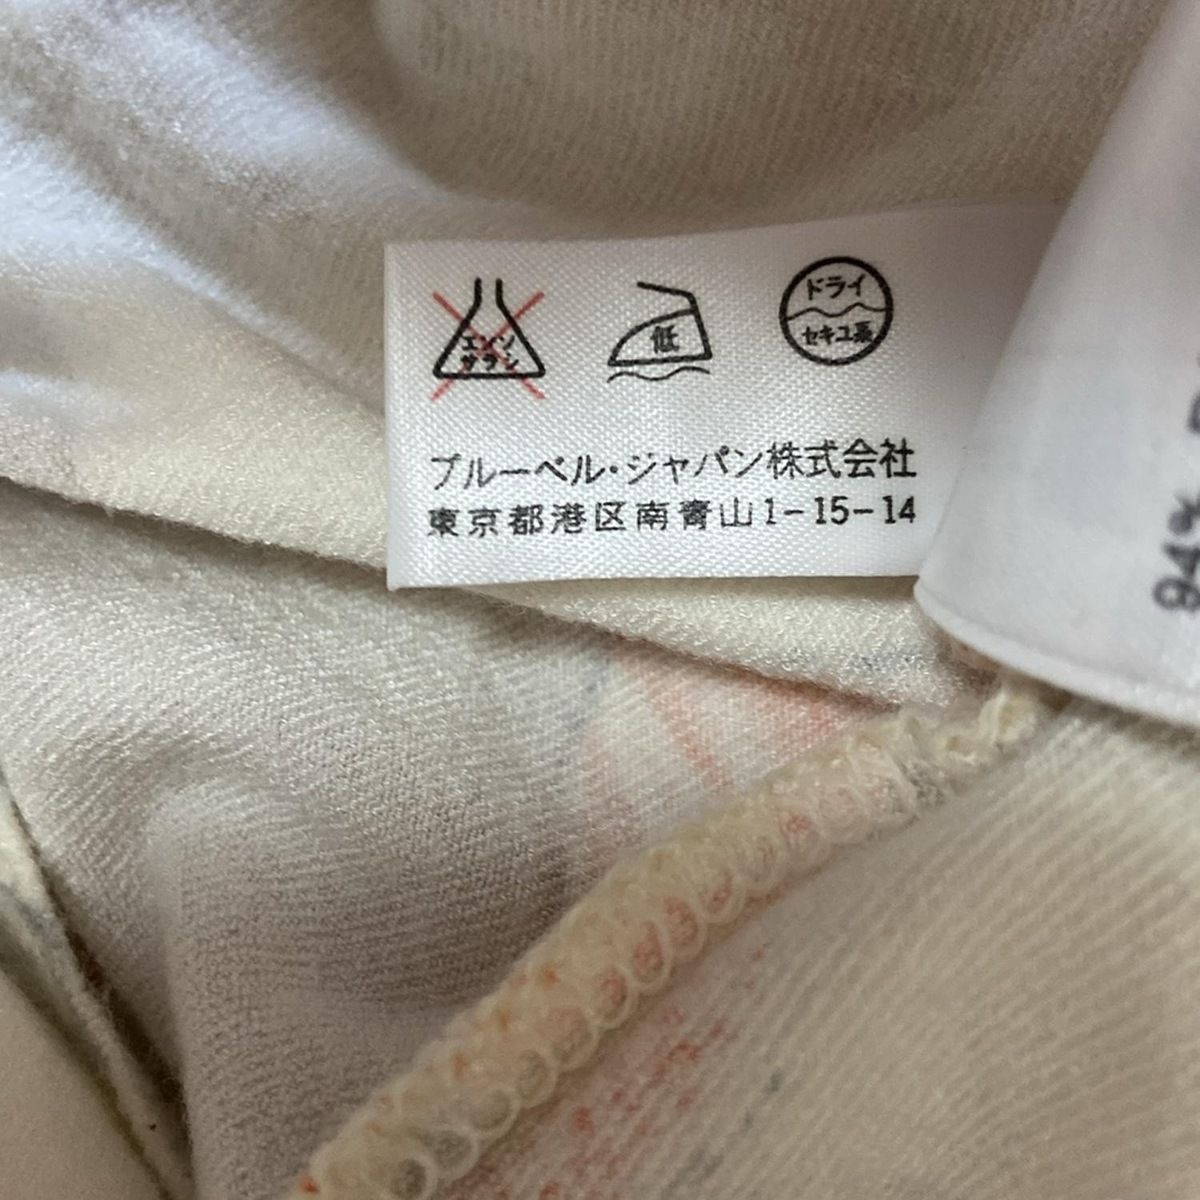 エンソ
サラシ
低
ドライ
セキユ系
ブルーベル・ジャパン株式会社
東京都港区南青山1-15-14
94%